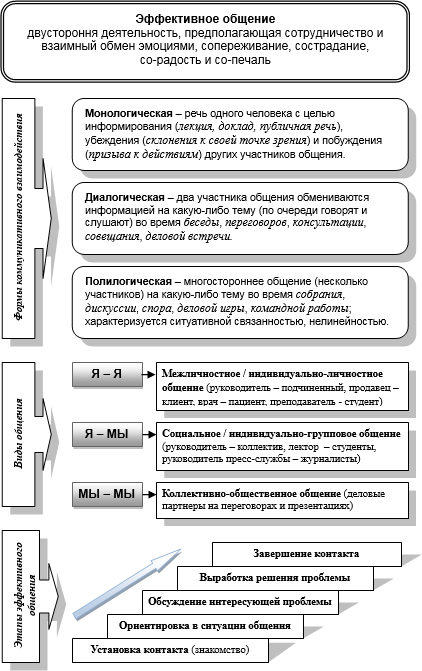 Эффективное общение
двустороння деятельность, предполагающая сотрудничество и
взаимный обмен эмоциями, сопереживание, сострадание,
со-радость и со-печаль
Формы коммуникативного взаимодействия
Монологическая – речь одного человека с целью
информирования (лекция, доклад, публичная речь),
убеждения (склонения к своей точке зрения) и побуждения
(призыва к действиям) других участников общения.
Диалогическая – два участника общения обмениваются
информацией на какую-либо тему (по очереди говорят и
слушают) во время беседы, переговоров, консультации,
совещания, деловой встречи.
Полилогическая – многостороннее общение (несколько
участников) на какую-либо тему во время собрания,
дискуссии, спора, деловой игры, командной работы;
характеризуется ситуативной связанностью, нелинейностью.
Виды общения
Я – Я
Межличностное / индивидуально-личностное
общение (руководитель – подчиненный, продавец –
клиент, врач – пациент, преподаватель - студент)
Я – МЫ
Социальное / индивидуально-групповое общение
(руководитель – коллектив, лектор – студенты,
руководитель пресс-службы – журналисты)
МЫ – МЫ
Коллективно-общественное общение (деловые
партнеры на переговорах и презентациях)
Этапы эффективного
общения
Завершение контакта
Выработка решения проблемы
Обсуждение интересующей проблемы
Ориентировка в ситуации общения
Установка контакта (знакомство)